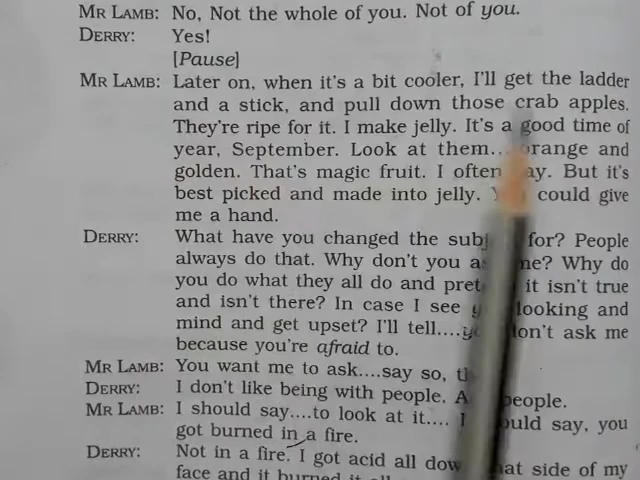 MR LAMB: No, Not the whole of you. Not of you.
DERRY: Yes!
[Pause]
MR LAMB: Later on, when it's a bit cooler, I'll get the ladder
and a stick, and pull down those crab apples.
They're ripe for it. I make jelly. It's a good time of
year, September. Look at them... orange and
golden. That's magic fruit. I often say. But it's
best picked and made into jelly. You could give
me a hand.
DERRY: What have you changed the subject for? People
always do that. Why don't you ask me? Why do
you do what they all do and pretend it isn't true
and isn't there? In case I see you looking and
mind and get upset? I'll tell....you don't ask me
because you're afraid to.
MR LAMB: You want me to ask....say so,
DERRY: I don't like being with people. people.
MR LAMB: I should say....to look at it.... I should say, you
got burned in a fire.
DERRY: Not in a fire. I got acid all down that side of my
face and it burned it all